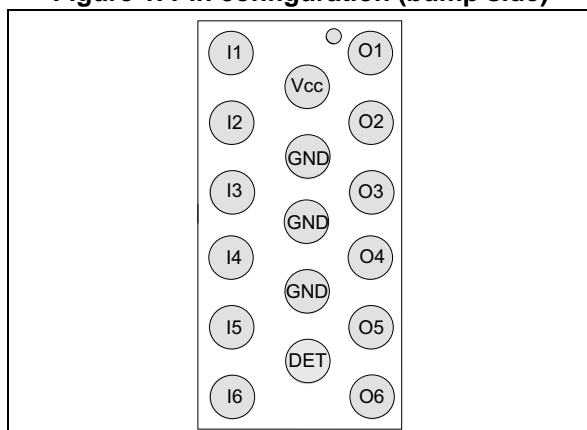 Figure 1. Pin configuration (bump side)
I1
O1
Vcc
I2
O2
GND
I3
O3
GND
I4
O4
GND
I5
O5
DET
I6
O6